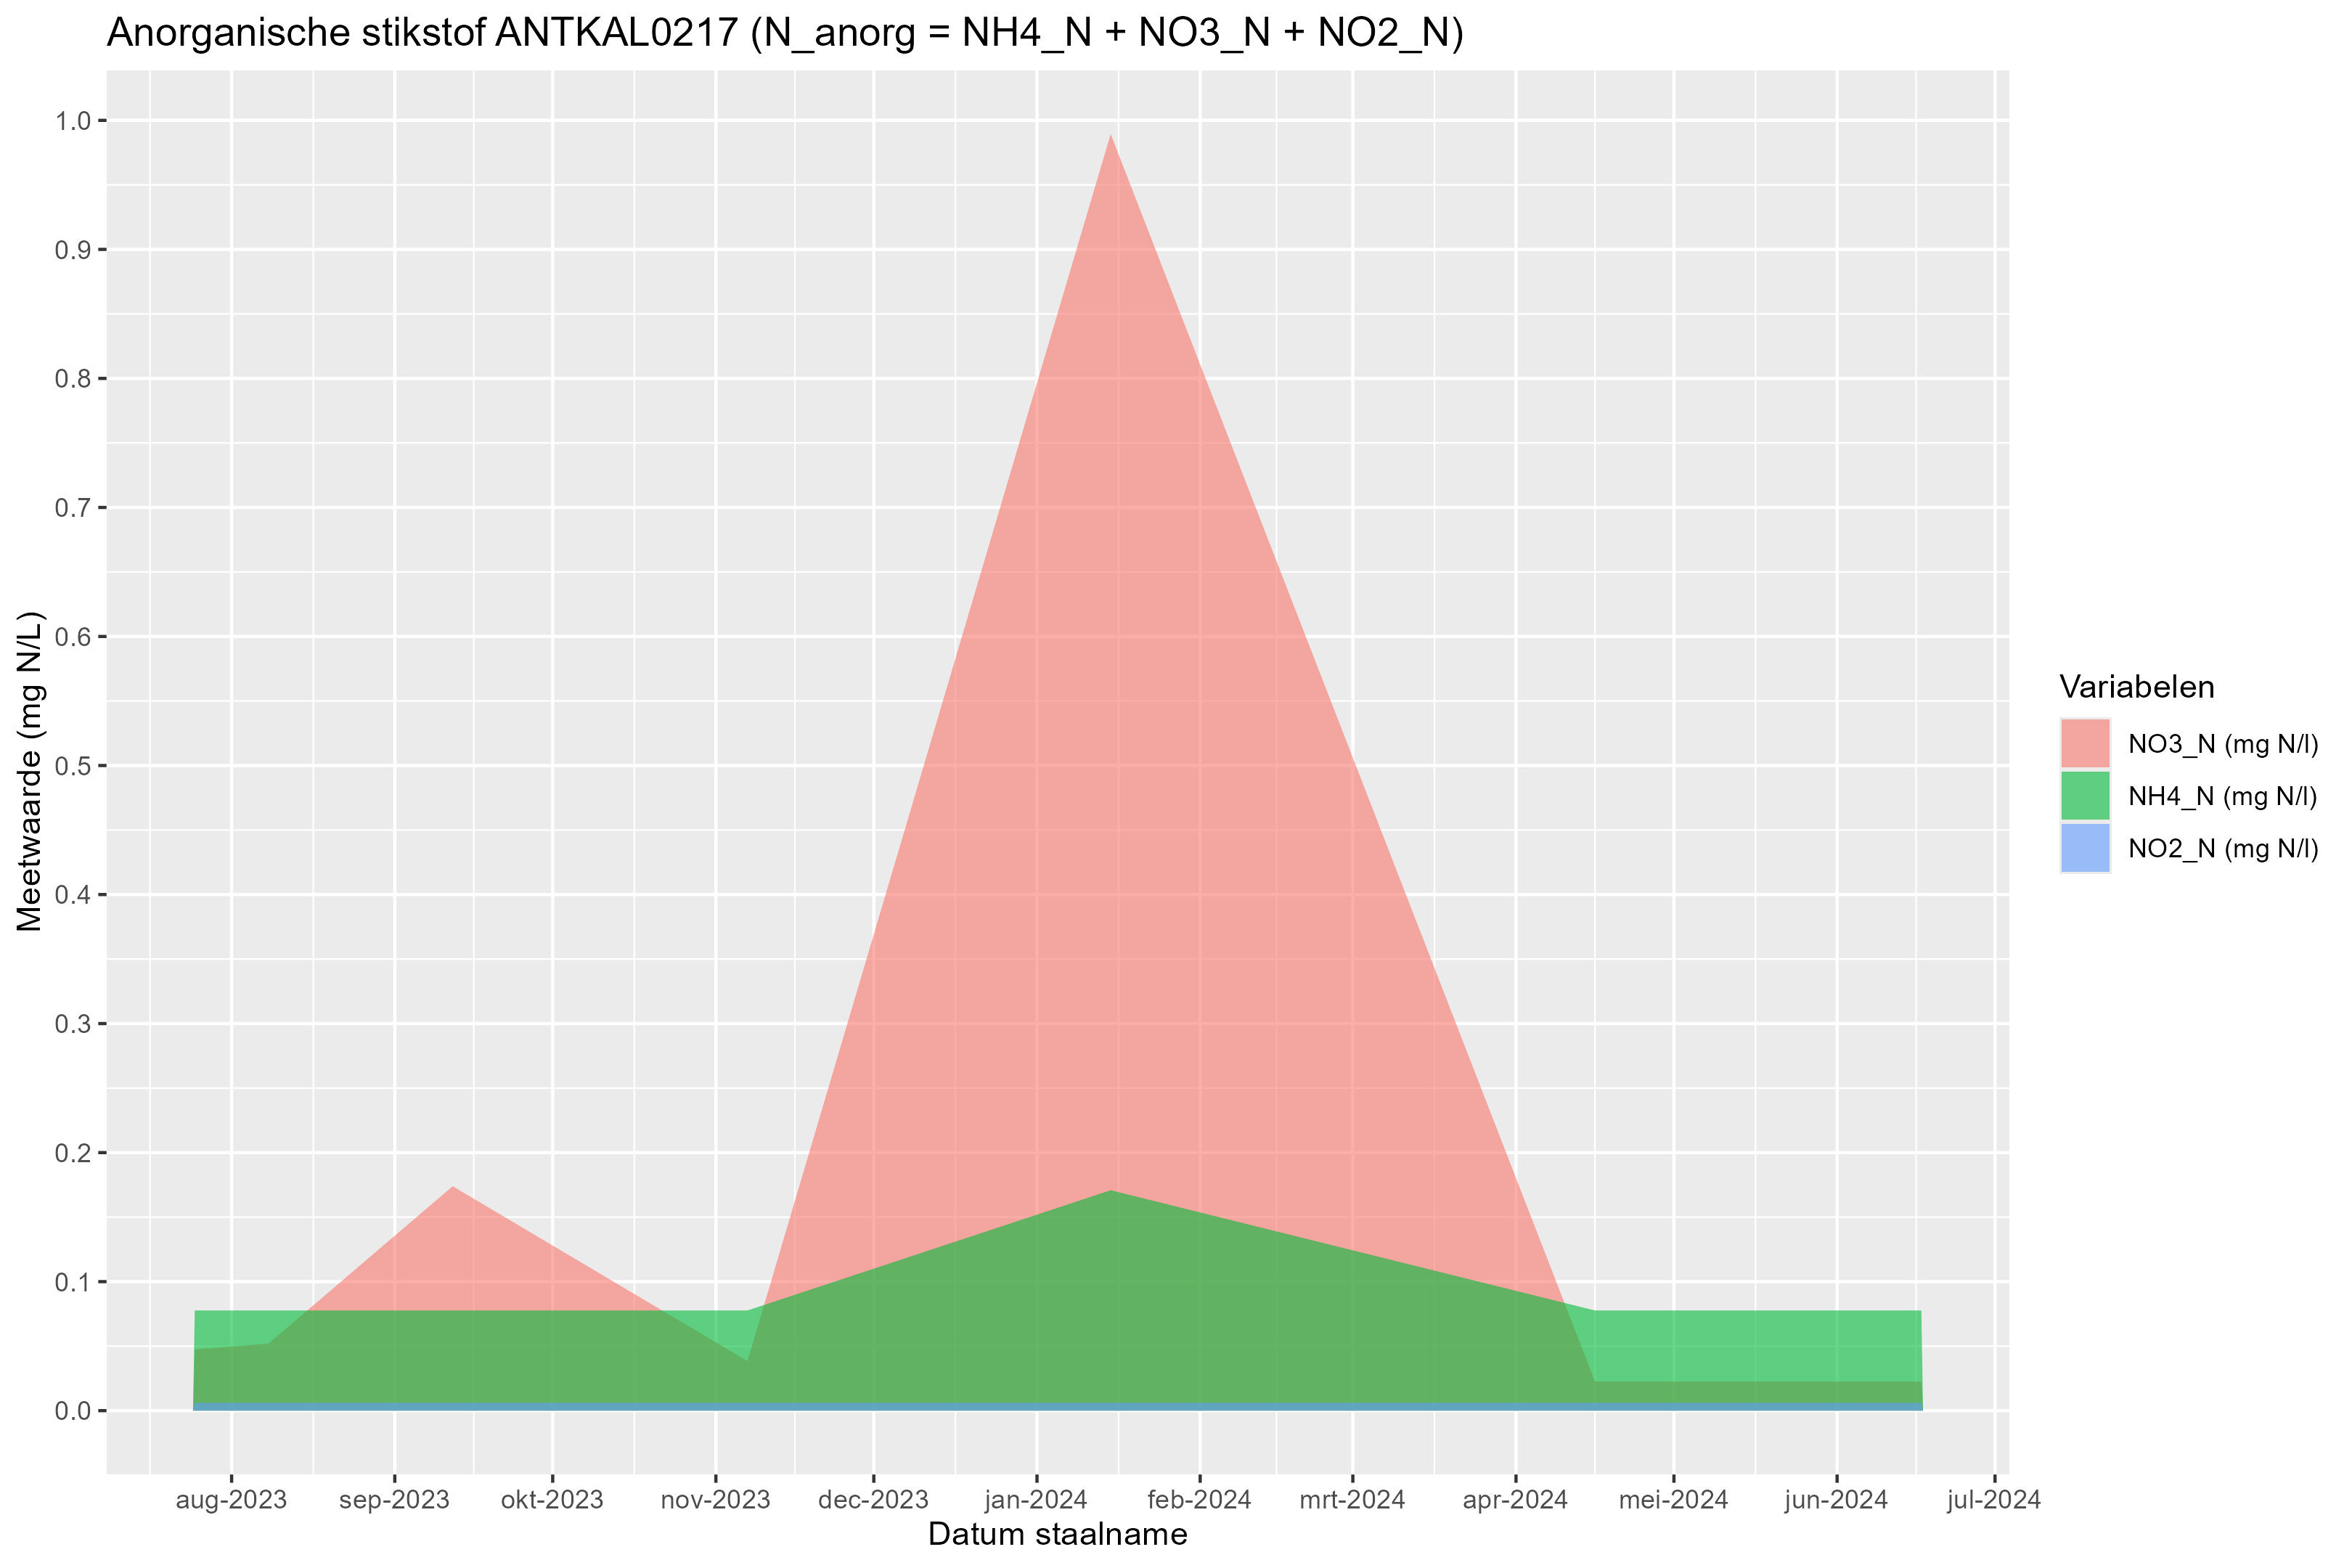 Anorganische stikstof ANTKAL0217 (N_anorg = NH4_N + NO3_N + NO2_N)
Meetwaarde (mg N/L)
1.0
0.9
0.8
0.7
0.6
0.5
0.4
0.3
0.2
0.1
0.0
aug-2023 sep-2023 okt-2023 nov-2023 dec-2023 jan-2024 feb-2024 mrt-2024 apr-2024 mei-2024 jun-2024 jul-2024
Datum staalname
Variabelen
NO3_N (mg N/l)
NH4_N (mg N/l)
NO2_N (mg N/l)